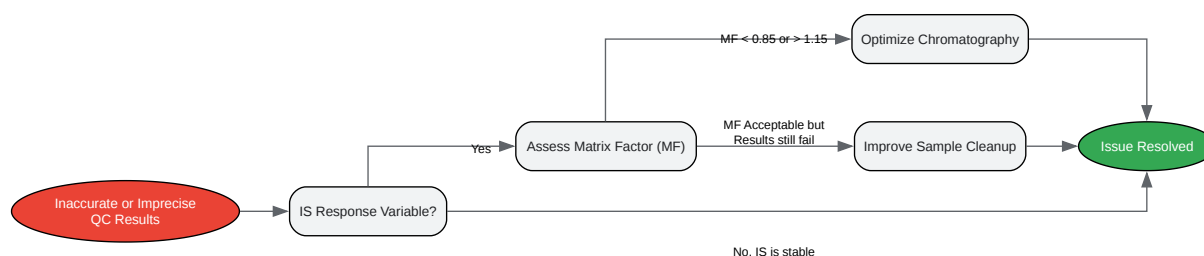 MF < 0.85 or > 1.15
Optimize Chromatography
Yes
Assess Matrix Factor (MF)
MF Acceptable but
Results still fail
Improve Sample Cleanup
Issue Resolved
Inaccurate or Imprecise
QC Results
IS Response Variable?
No, IS is stable